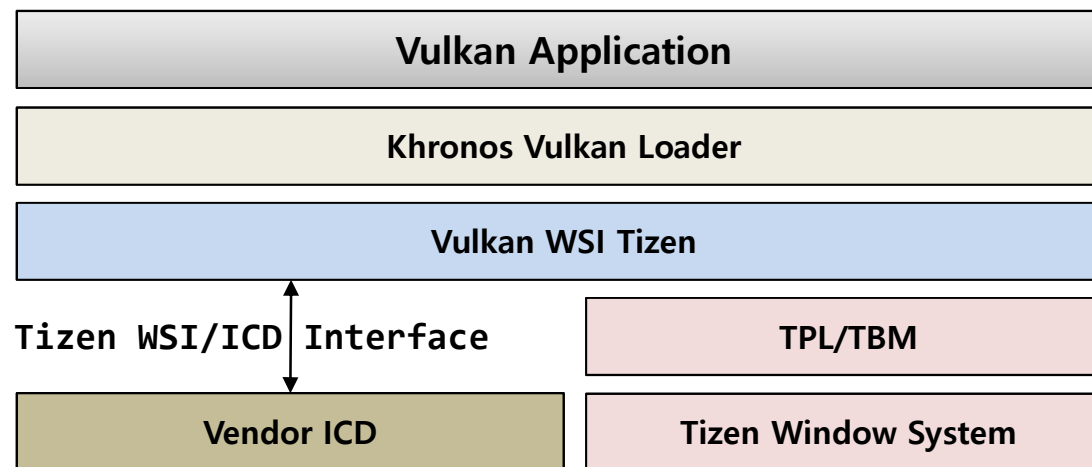 Vulkan Application
Khronos Vulkan Loader
Vulkan WSI Tizen
Tizen WSI/ICD Interface
TPL/TBM
Vendor ICD
Tizen Window System